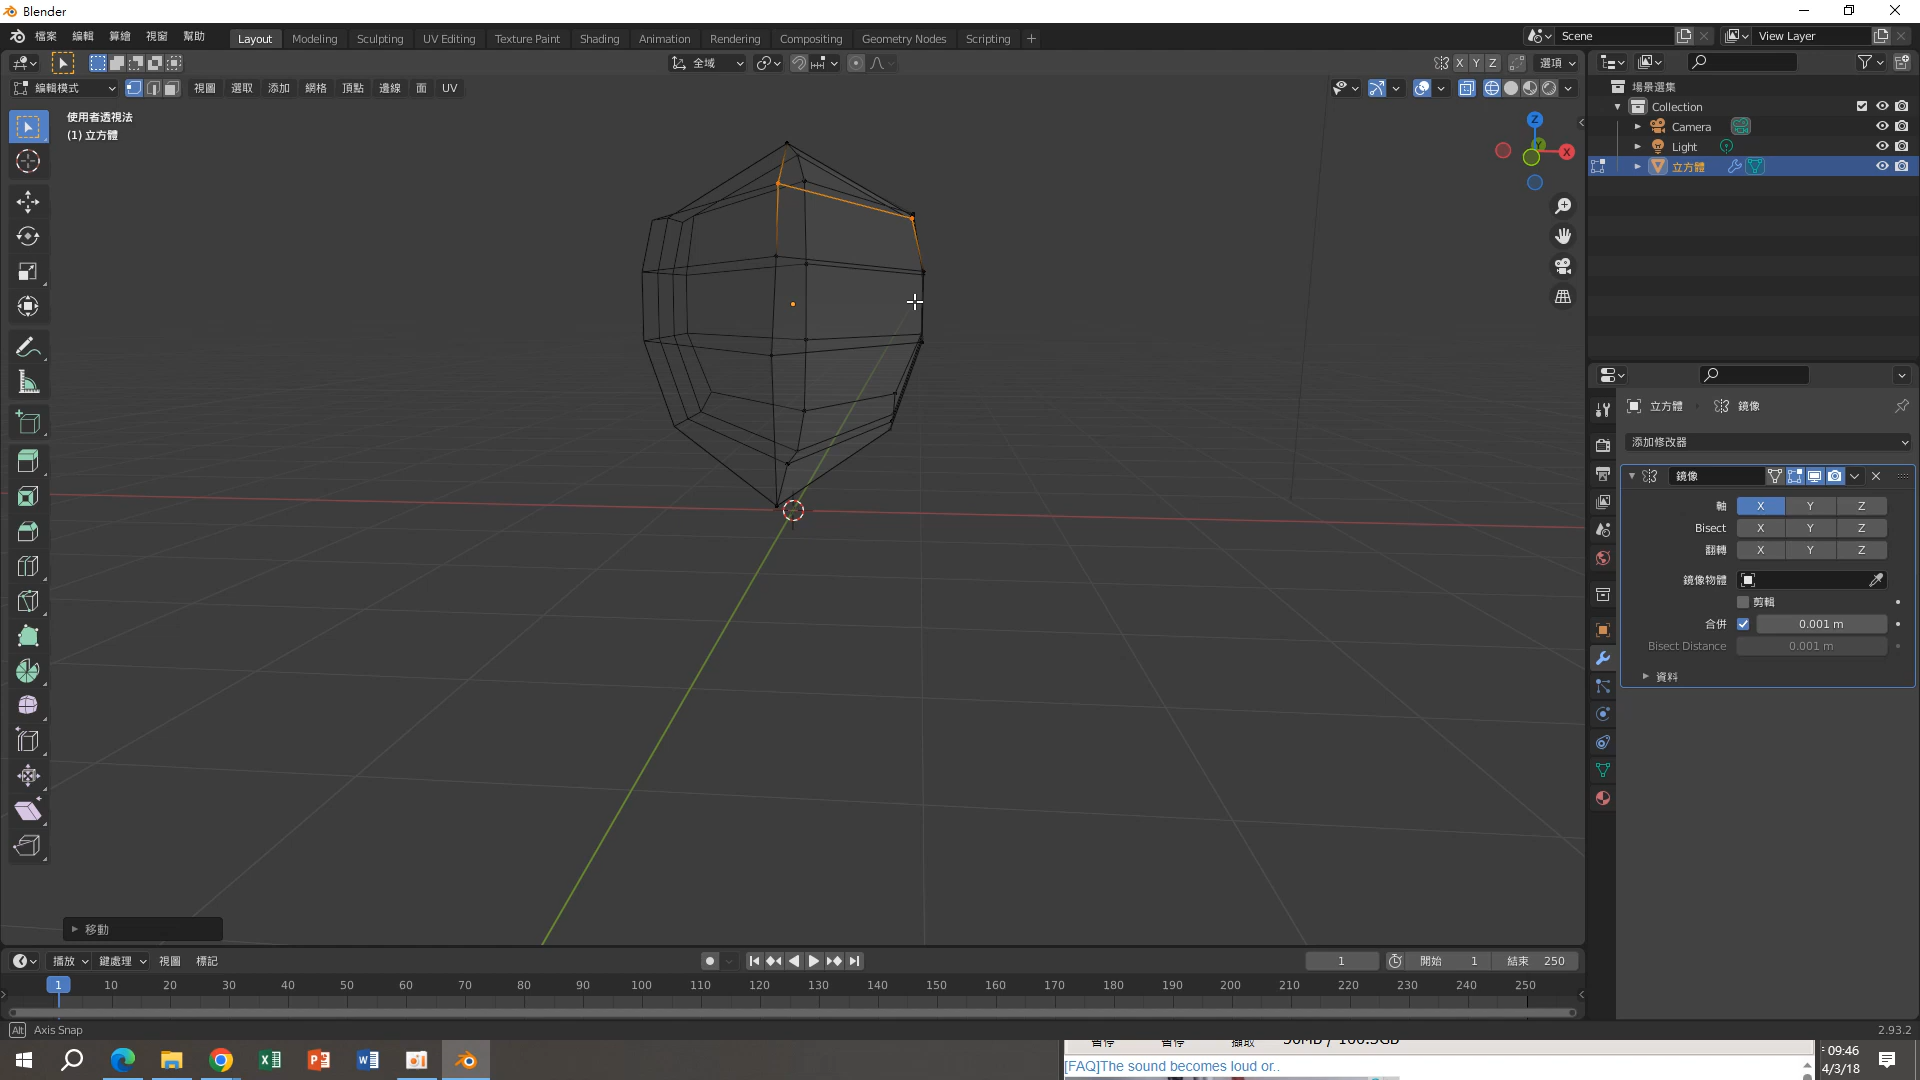 Blender
檔案 編輯 算繪 視窗 幫助 Layout Modeling Sculpting UV Editing Texture Paint Shading Animation Rendering Compositing Geometry Nodes Scripting + Scene View Layer
全域 X Y Z 選項
編輯模式 視圖 選取 添加 網格 頂點 邊線 面 UV
使用者透視法
(1) 立方體
Z
X
場景選集
Collection
Camera
Light
立方體
立方體 鏡像
添加修改器
鏡像
軸 X Y Z
Bisect X Y Z
翻轉 X Y Z
鏡像物體
剪輯
合併 0.001 m
Bisect Distance 0.001 m
資料
移動
播放 鍵處理 視圖 標記 1 開始 1 結束 250
1 10 20 30 40 50 60 70 80 90 100 110 120 130 140 150 160 170 180 190 200 210 220 230 240 250
Alt Axis Snap 2.93.2
暫停 暫停 擷取
[FAQ]The sound becomes loud or..
09:46
4/3/18